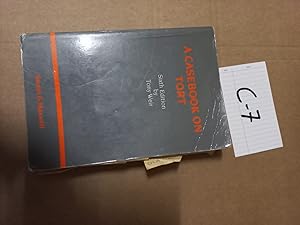 A CASEBOOK ON
TORT
Sixth Edition
by
Tony Weir
C-7